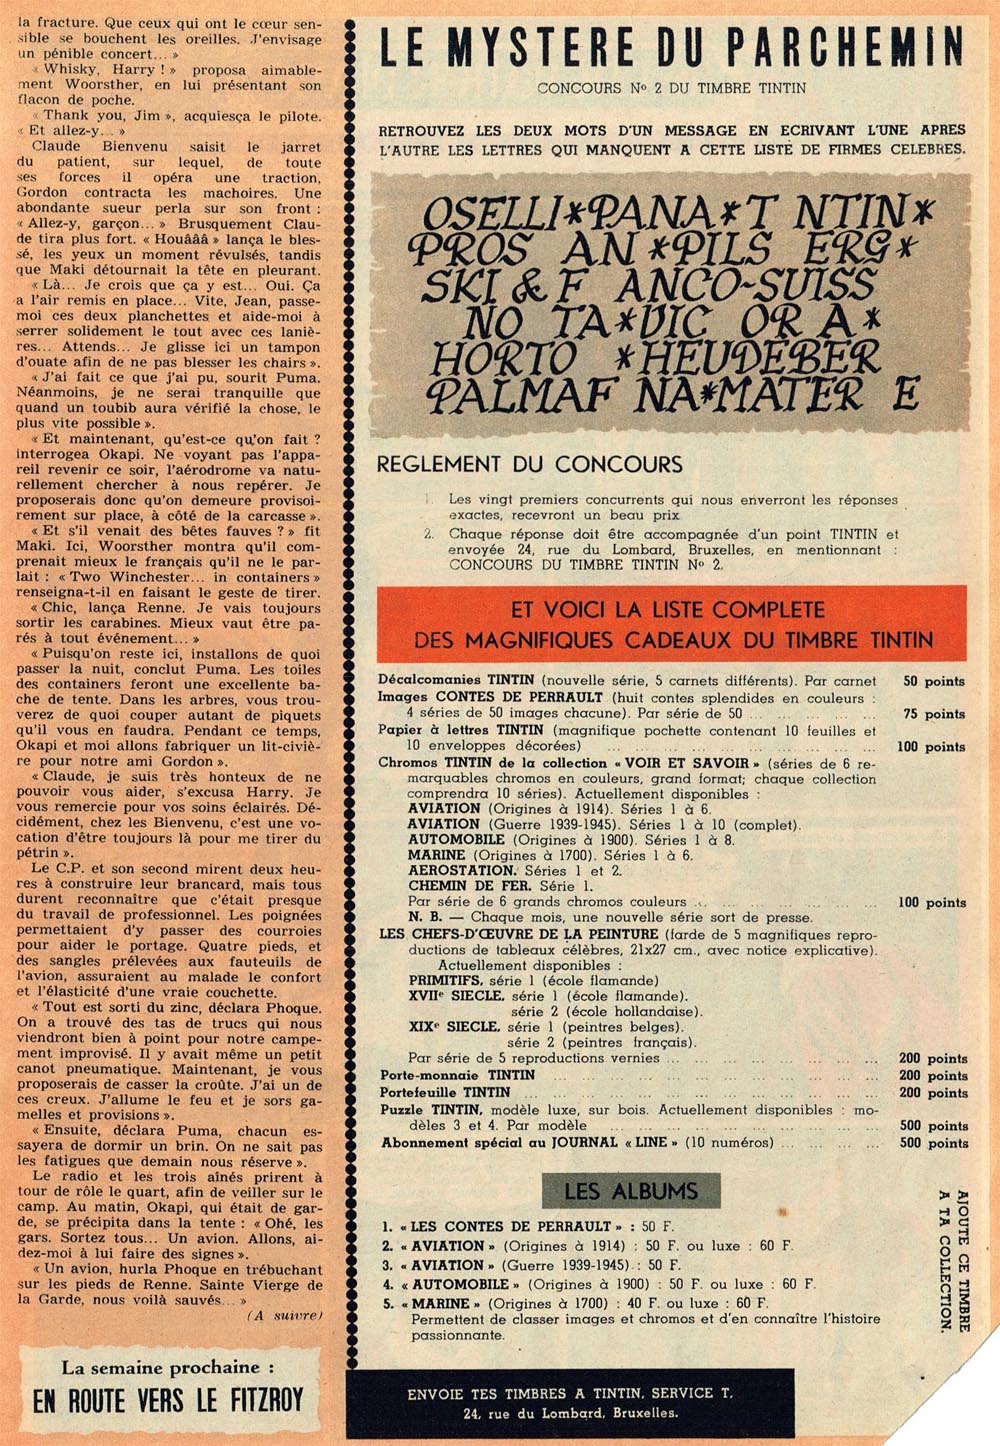 la fracture. Que ceux qui ont le cœur sen-
sible se bouchent les oreilles. J'envisage
un pénible concert... »
« Whisky, Harry ! » proposa aimable-
ment Woorsther, en lui présentant son
flacon de poche.
« Thank you, Jim », acquiesça le pilote.
« Et allez-y... »
Claude Bienvenu saisit le jarret
du patient, sur lequel, de toute
ses forces il opéra une traction,
Gordon contracta les machoires. Une
abondante sueur perla sur son front :
« Allez-y, garçon... » Brusquement Clau-
de tira plus fort. « Houâââ » lança le bles-
sé, les yeux un moment révulsés, tandis
que Maki détournait la tête en pleurant.
« Là... Je crois que ça y est... Oui. Ça
a l'air remis en place... Vite, Jean, passe-
moi ces deux planchettes et aide-moi à
serrer solidement le tout avec ces laniè-
res... Attends... Je glisse ici un tampon
d'ouate afin de ne pas blesser les chairs ».
« J'ai fait ce que j'ai pu, sourit Puma.
Néanmoins, je ne serai tranquille que
quand un toubib aura vérifié la chose, le
plus vite possible ».
« Et maintenant, qu'est-ce qu'on fait ?
interrogea Okapi. Ne voyant pas l'appa-
reil revenir ce soir, l'aérodrome va natu-
rellement chercher à nous repérer. Je
proposerais donc qu'on demeure provisoi-
rement sur place, à côté de la carcasse ».
« Et s'il venait des bêtes fauves ? » fit
Maki. Ici, Woorsther montra qu'il com-
prenait mieux le français qu'il ne le par-
lait : « Two Winchester... in containers »
renseigna-t-il en faisant le geste de tirer.
« Chic, lança Renne. Je vais toujours
sortir les carabines. Mieux vaut être pa-
rés à tout événement... »
« Puisqu'on reste ici, installons de quoi
passer la nuit, conclut Puma. Les toiles
des containers feront une excellente ba-
che de tente. Dans les arbres, vous trou-
verez de quoi couper autant de piquets
qu'il vous en faudra. Pendant ce temps,
Okapi et moi allons fabriquer un lit-civiè-
re pour notre ami Gordon ».
« Claude, je suis très honteux de ne
pouvoir vous aider, s'excusa Harry. Je
vous remercie pour vos soins éclairés. Dé-
cidément, chez les Bienvenu, c'est une vo-
cation d'être toujours là pour me tirer du
pétrin ».
Le C.P. et son second mirent deux heu-
res à construire leur brancard, mais tous
durent reconnaître que c'était presque
du travail de professionnel. Les poignées
permettaient d'y passer des courroies
pour aider le portage. Quatre pieds, et
des sangles prélevées aux fauteuils de
l'avion, assuraient au malade le confort
et l'élasticité d'une vraie couchette.
« Tout est sorti du zinc, déclara Phoque.
On a trouvé des tas de trucs qui nous
viendront bien à point pour notre campe-
ment improvisé. Il y avait même un petit
canot pneumatique. Maintenant, je vous
proposerais de casser la croûte. J'ai un de
ces creux. J'allume le feu et je sors ga-
melles et provisions ».
« Ensuite, déclara Puma, chacun es-
sayera de dormir un brin. On ne sait pas
les fatigues que demain nous réserve ».
Le radio et les trois aînés prirent à
tour de rôle le quart, afin de veiller sur le
camp. Au matin, Okapi, qui était de gar-
de, se précipita dans la tente : « Ohé, les
gars. Sortez tous... Un avion. Allons, ai-
dez-moi à lui faire des signes ».
« Un avion, hurla Phoque en trébuchant
sur les pieds de Renne. Sainte Vierge de
la Garde, nous voilà sauvés... »
(A suivre)
La semaine prochaine :
EN ROUTE VERS LE FITZROY
LE MYSTERE DU PARCHEMIN
CONCOURS No 2 DU TIMBRE TINTIN
RETROUVEZ LES DEUX MOTS D'UN MESSAGE EN ECRIVANT L'UNE APRES
L'AUTRE LES LETTRES QUI MANQUENT A CETTE LISTE DE FIRMES CELEBRES.
OSELLI*PANA*T NTIN*
PROS AN*PILS ERG*
SKI & F ANCO-SUISS
NO TA*VIC OR A*
HORTO *HEUDEBER
PALMAF NA*MATER E
REGLEMENT DU CONCOURS
1. Les vingt premiers concurrents qui nous enverront les réponses
exactes, recevront un beau prix
2. Chaque réponse doit être accompagnée d'un point TINTIN et
envoyée 24, rue du Lombard, Bruxelles, en mentionnant :
CONCOURS DU TIMBRE TINTIN No 2.
ET VOICI LA LISTE COMPLETE
DES MAGNIFIQUES CADEAUX DU TIMBRE TINTIN
Décalcomanies TINTIN (nouvelle série, 5 carnets différents). Par carnet 50 points
Images CONTES DE PERRAULT (huit contes splendides en couleurs :
4 séries de 50 images chacune). Par série de 50 ... 75 points
Papier à lettres TINTIN (magnifique pochette contenant 10 feuilles et
10 enveloppes décorées) ... 100 points
Chromos TINTIN de la collection « VOIR ET SAVOIR » (séries de 6 re-
marquables chromos en couleurs, grand format; chaque collection
comprendra 10 séries). Actuellement disponibles :
AVIATION (Origines à 1914). Séries 1 à 6.
AVIATION (Guerre 1939-1945). Séries 1 à 10 (complet).
AUTOMOBILE (Origines à 1900). Séries 1 à 8.
MARINE (Origines à 1700). Séries 1 à 6.
AEROSTATION. Séries 1 et 2.
CHEMIN DE FER. Série 1.
Par série de 6 grands chromos couleurs ... 100 points
N. B. — Chaque mois, une nouvelle série sort de presse.
LES CHEFS-D'ŒUVRE DE LA PEINTURE (farde de 5 magnifiques repro-
ductions de tableaux célèbres, 21x27 cm., avec notice explicative).
Actuellement disponibles :
PRIMITIFS, série 1 (école flamande)
XVIIe SIECLE, série 1 (école flamande).
série 2 (école hollandaise).
XIXe SIECLE, série 1 (peintres belges).
série 2 (peintres français).
Par série de 5 reproductions vernies ... 200 points
Porte-monnaie TINTIN ... 200 points
Portefeuille TINTIN ... 200 points
Puzzle TINTIN, modèle luxe, sur bois. Actuellement disponibles : mo-
dèles 3 et 4. Par modèle ... 500 points
Abonnement spécial au JOURNAL « LINE » (10 numéros) ... 500 points
LES ALBUMS
1. « LES CONTES DE PERRAULT » : 50 F.
2. « AVIATION » (Origines à 1914) : 50 F. ou luxe : 60 F.
3. « AVIATION » (Guerre 1939-1945) : 50 F.
4. « AUTOMOBILE » (Origines à 1900) : 50 F. ou luxe : 60 F.
5. « MARINE » (Origines à 1700) : 40 F. ou luxe : 60 F.
Permettent de classer images et chromos et d'en connaître l'histoire
passionnante.
AJOUTE CE TIMBRE
A TA COLLECTION.
ENVOIE TES TIMBRES A TINTIN, SERVICE T.
24, rue du Lombard, Bruxelles.